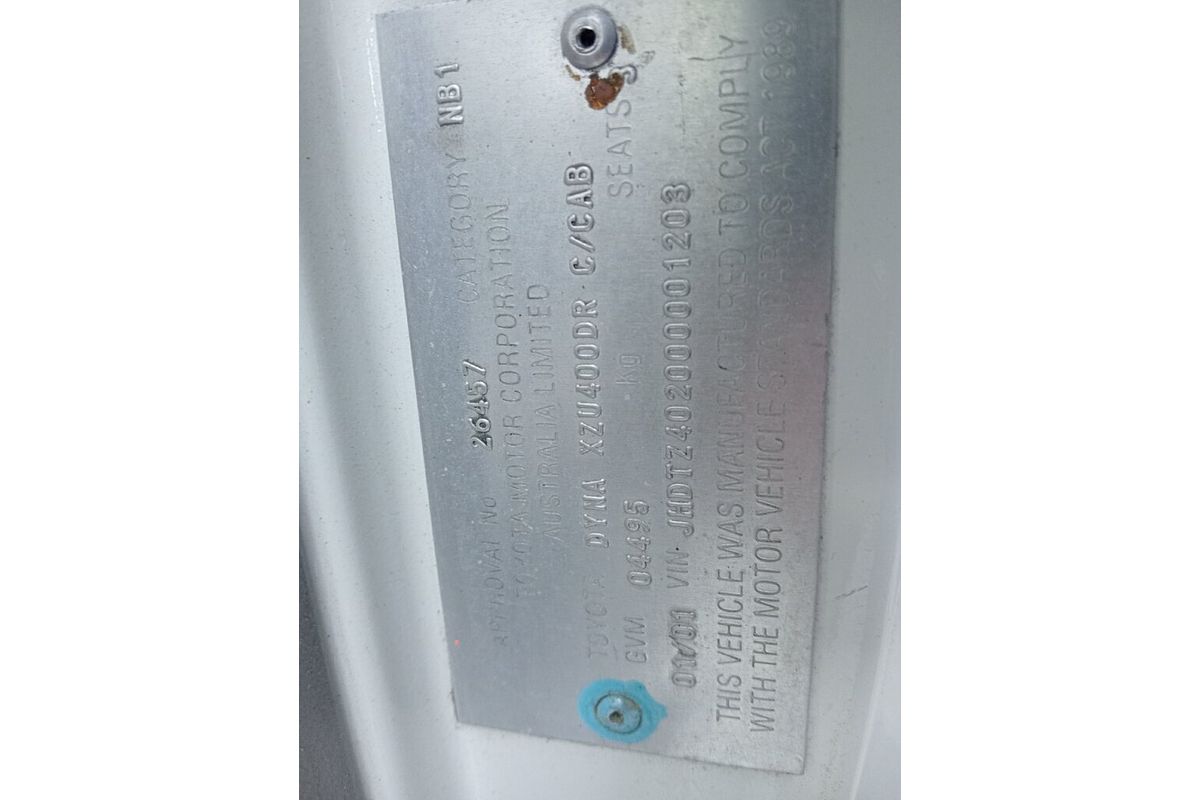 APPROVAL No 26457 CATEGORY NB1
TOYOTA MOTOR CORPORATION
AUSTRALIA LIMITED
TOYOTA DYNA XZU400DR C/CAB
GVM 04495 kg SEATS 3
01/01 VIN JHDTZ402000001203
THIS VEHICLE WAS MANUFACTURED TO COMPLY
WITH THE MOTOR VEHICLE STANDARDS ACT 1989